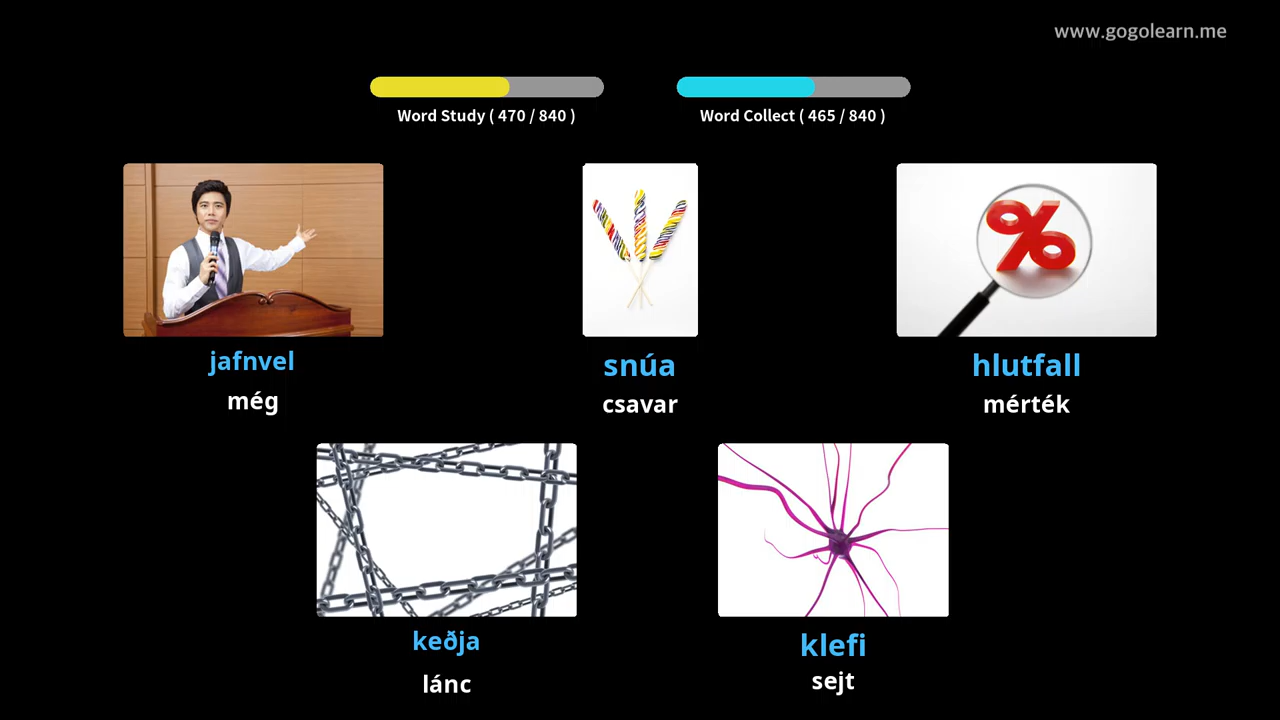 www.gogolearn.me
Word Study ( 470 / 840 )
Word Collect ( 465 / 840 )
jafnvel
még
snúa
csavar
hlutfall
mérték
keðja
lánc
klefi
sejt